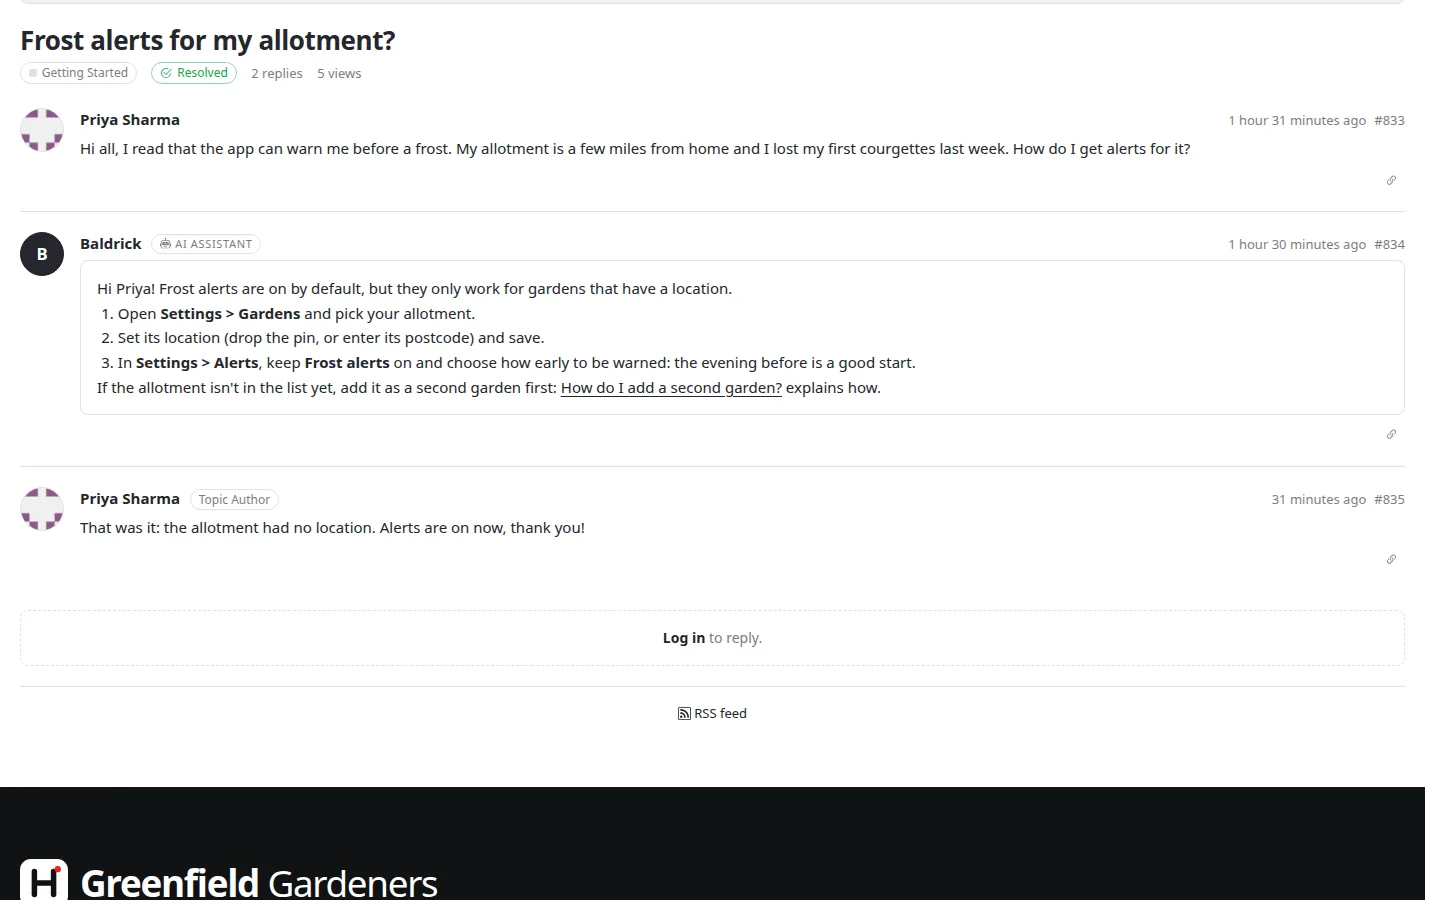 Frost alerts for my allotment?
Getting Started
Resolved
2 replies
5 views
Priya Sharma
1 hour 31 minutes ago #833
Hi all, I read that the app can warn me before a frost. My allotment is a few miles from home and I lost my first courgettes last week. How do I get alerts for it?
B
Baldrick
AI ASSISTANT
1 hour 30 minutes ago #834
Hi Priya! Frost alerts are on by default, but they only work for gardens that have a location.
1. Open Settings > Gardens and pick your allotment.
2. Set its location (drop the pin, or enter its postcode) and save.
3. In Settings > Alerts, keep Frost alerts on and choose how early to be warned: the evening before is a good start.
If the allotment isn't in the list yet, add it as a second garden first: How do I add a second garden? explains how.
Priya Sharma
Topic Author
31 minutes ago #835
That was it: the allotment had no location. Alerts are on now, thank you!
Log in to reply.
RSS feed
H
Greenfield Gardeners